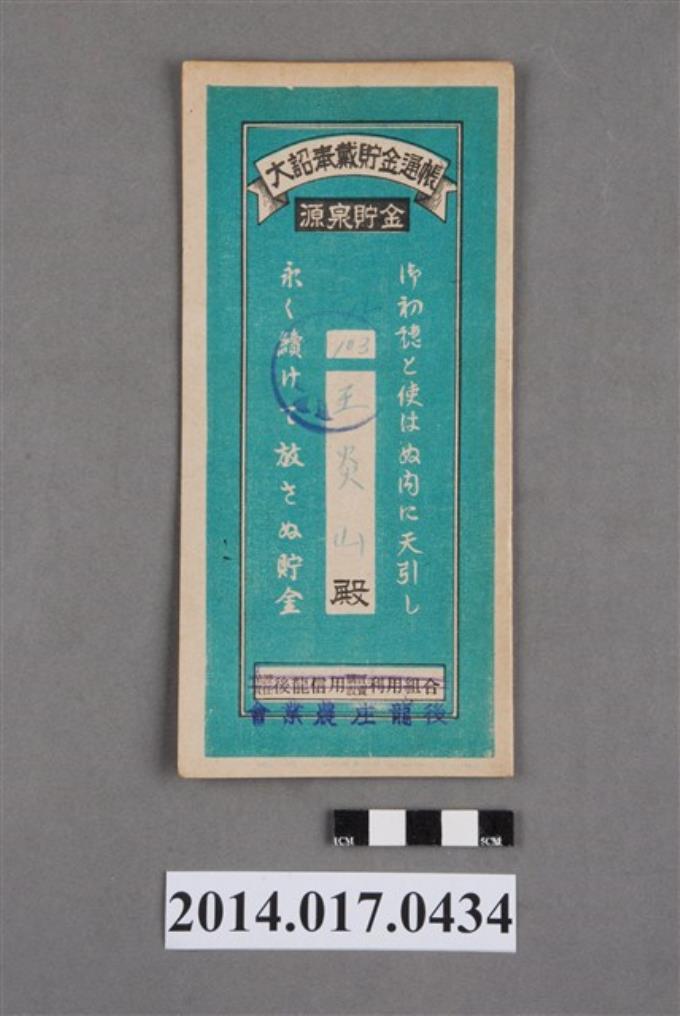 大詔奉戴貯金通帳
源泉貯金
御初穂と使はぬ内に天引し
永く續けて放さぬ貯金
103
王炎山殿
後龍信用購買利用組合
後龍庄農業會
1CM 5CM
2014.017.0434